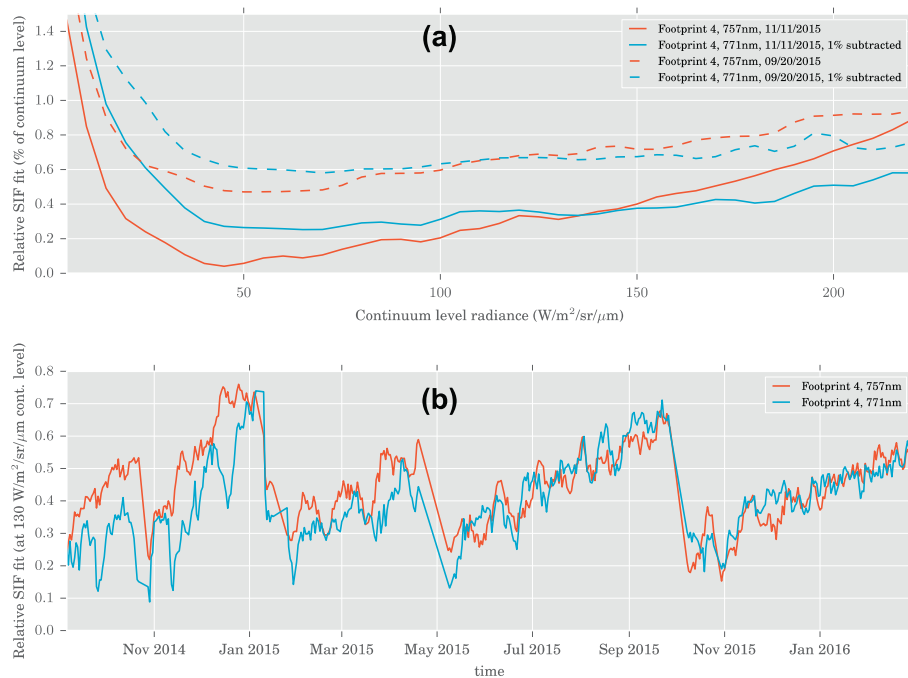 (a)
Footprint 4, 757nm, 11/11/2015
Footprint 4, 771nm, 11/11/2015, 1% subtracted
Footprint 4, 757nm, 09/20/2015
Footprint 4, 771nm, 09/20/2015, 1% subtracted
Relative SIF fit (% of continuum level)
1.4
1.2
1.0
0.8
0.6
0.4
0.2
0.0
50 100 150 200
Continuum level radiance (W/m²/sr/μm)
(b)
Footprint 4, 757nm
Footprint 4, 771nm
Relative SIF fit (at 130 W/m²/sr/μm cont. level)
0.8
0.7
0.6
0.5
0.4
0.3
0.2
0.1
0.0
Nov 2014 Jan 2015 Mar 2015 May 2015 Jul 2015 Sep 2015 Nov 2015 Jan 2016
time